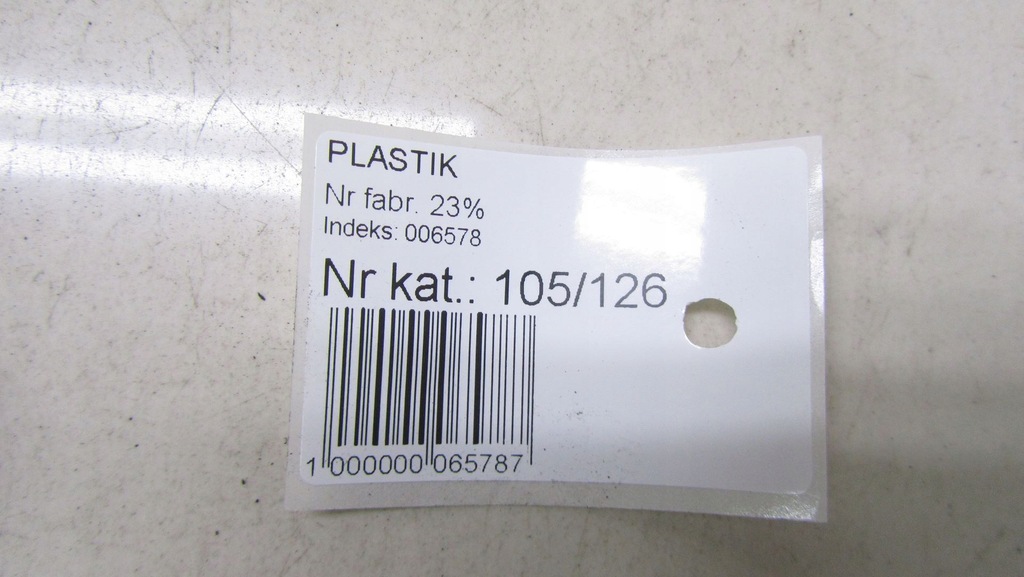 PLASTIK
Nr fabr. 23%
Indeks: 006578
Nr kat.: 105/126
1 000000 065787